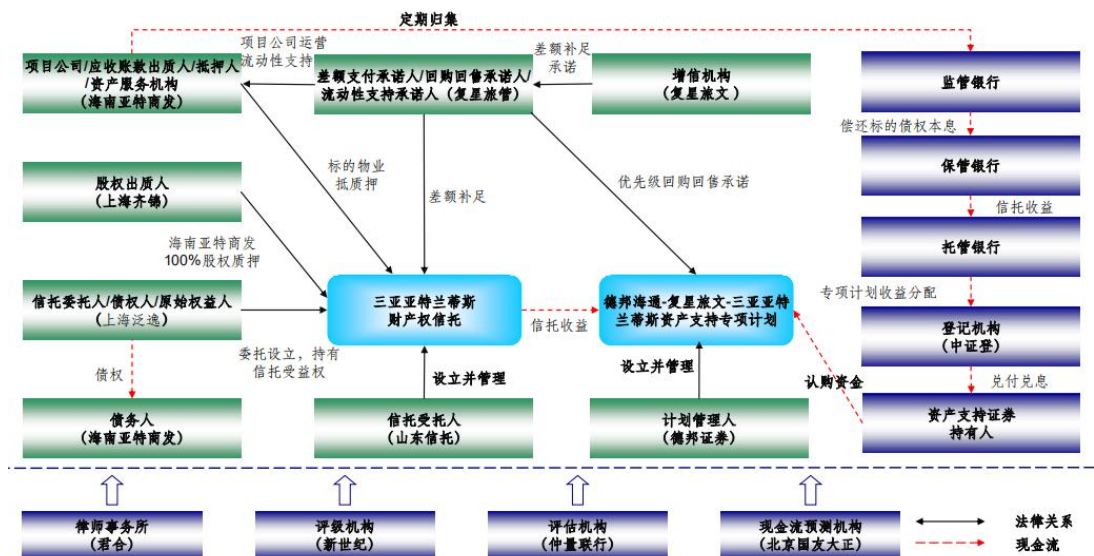 定期归集
项目公司/应收账款出质人/抵押人
/资产服务机构
(海南亚特商发)
项目公司运营
流动性支持
差额支付承诺人/回购回售承诺人/
流动性支持承诺人(复星旅管)
差额补足
承诺
增信机构
(复星旅文)
监管银行
偿还标的债权本息
保管银行
股权出质人
(上海齐锦)
标的物业
抵质押
差额补足
优先级回购回售承诺
信托收益
托管银行
海南亚特商发
100%股权质押
专项计划收益分配
信托委托人/债权人/原始权益人
(上海泛逸)
三亚亚特兰蒂斯
财产权信托
信托收益
德邦海通-复星旅文-三亚亚特
兰蒂斯资产支持专项计划
登记机构
(中证登)
委托设立，持有
信托受益权
债权
设立并管理
设立并管理
认购资金
兑付兑息
债务人
(海南亚特商发)
信托受托人
(山东信托)
计划管理人
(德邦证券)
资产支持证券
持有人
律师事务所
(君合)
评级机构
(新世纪)
评估机构
(仲量联行)
现金流预测机构
(北京国友大正)
法律关系
现金流